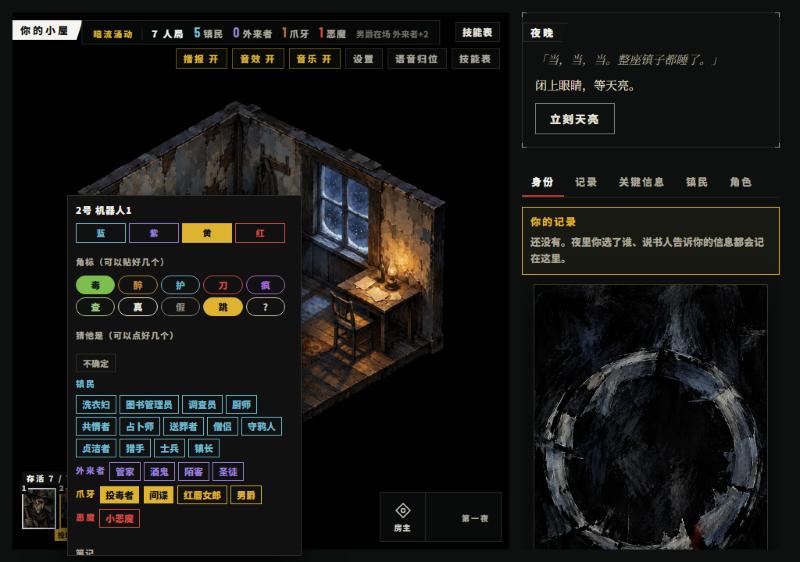 你的小屋
暗流涌动 7 人局 5 镇民 0 外来者 1 爪牙 1 恶魔 男爵在场 外来者+2
技能表
播报 开 音效 开 音乐 开 设置 语音归位 技能表
2号 机器人1
蓝 紫 黄 红
角标（可以贴好几个）
毒 醉 护 刀 疯
查 真 假 跳 ?
猜他是（可以点好几个）
不确定
镇民
洗衣妇 图书管理员 调查员 厨师
共情者 占卜师 送葬者 僧侣 守鸦人
贞洁者 猎手 士兵 镇长
外来者 管家 酒鬼 陌客 圣徒
爪牙 投毒者 间谍 红唇女郎 男爵
恶魔 小恶魔
笔记
存活 7 /
1 2
房主
第一夜
夜晚
「当，当，当。整座镇子都睡了。」
闭上眼睛，等天亮。
立刻天亮
身份 记录 关键信息 镇民 角色
你的记录
还没有。夜里你选了谁、说书人告诉你的信息都会记
在这里。